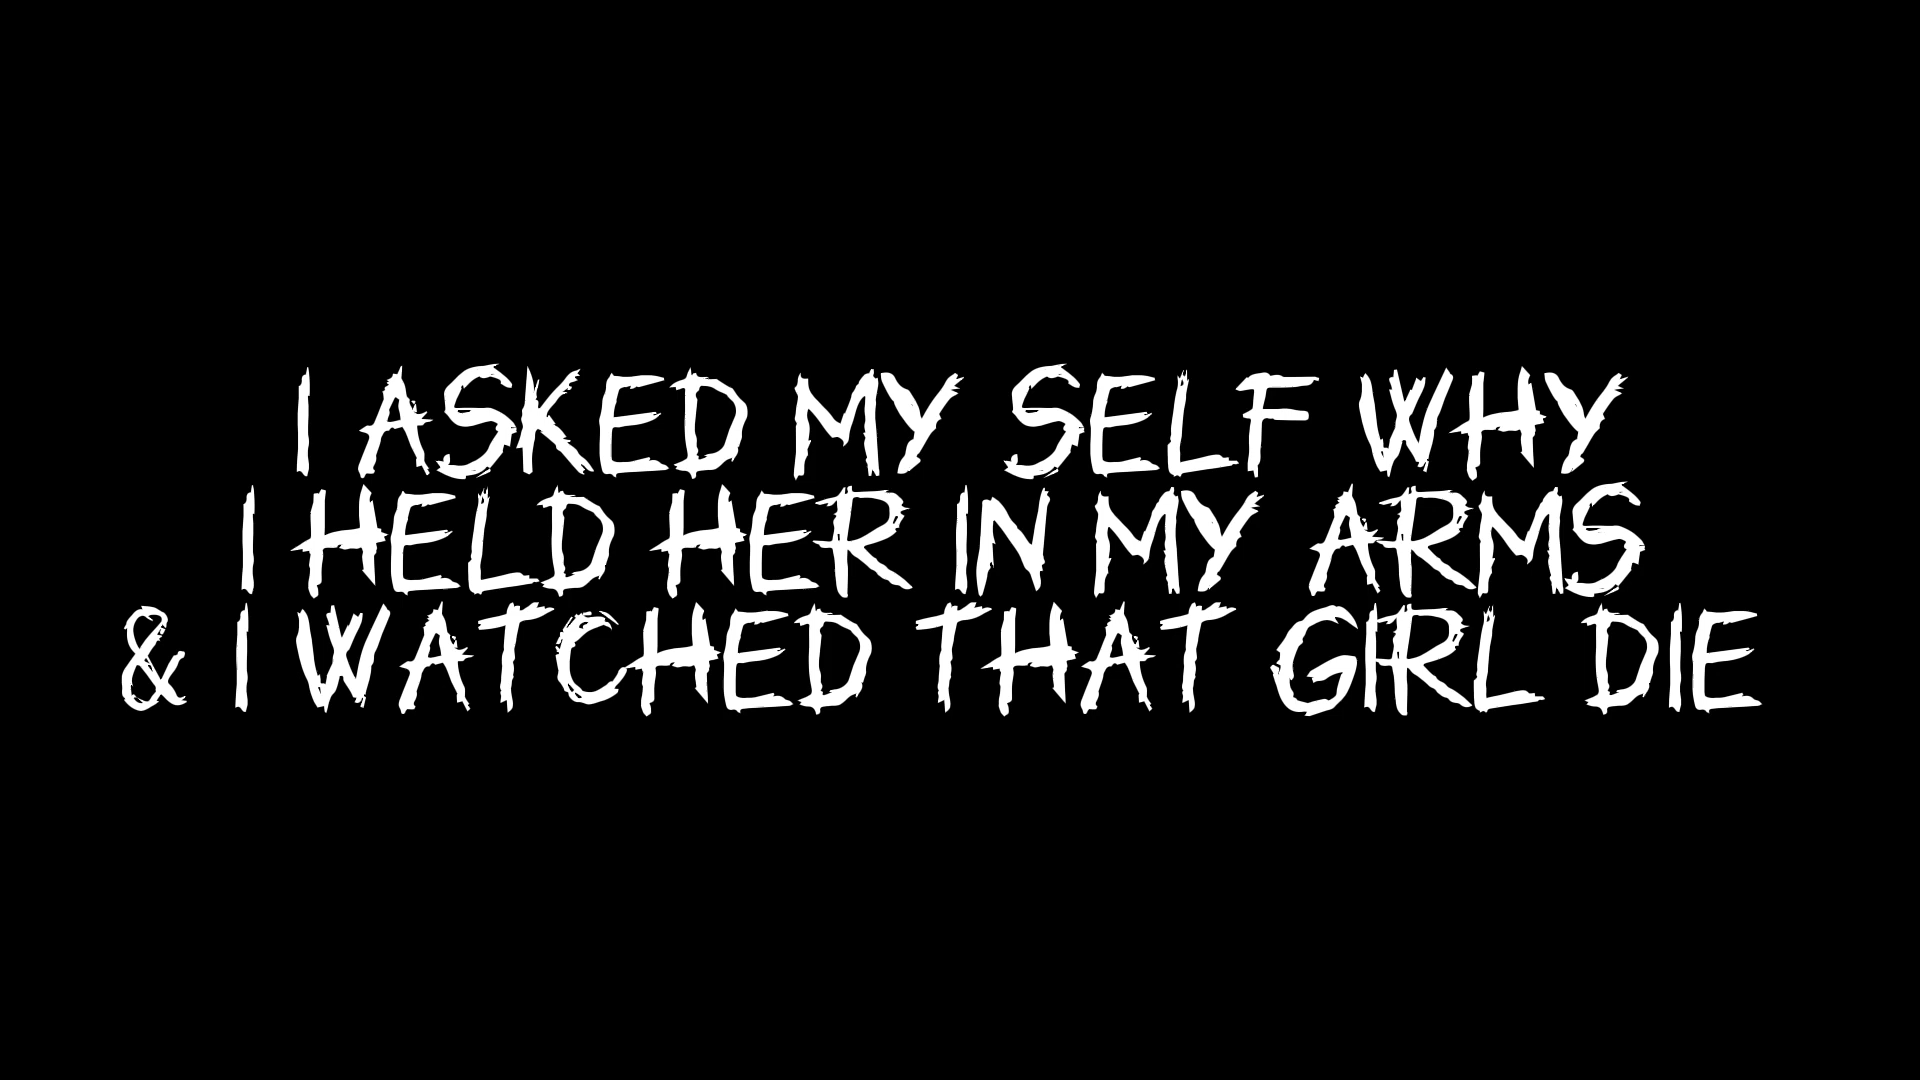 I ASKED MY SELF WHY
I HELD HER IN MY ARMS
& I WATCHED THAT GIRL DIE